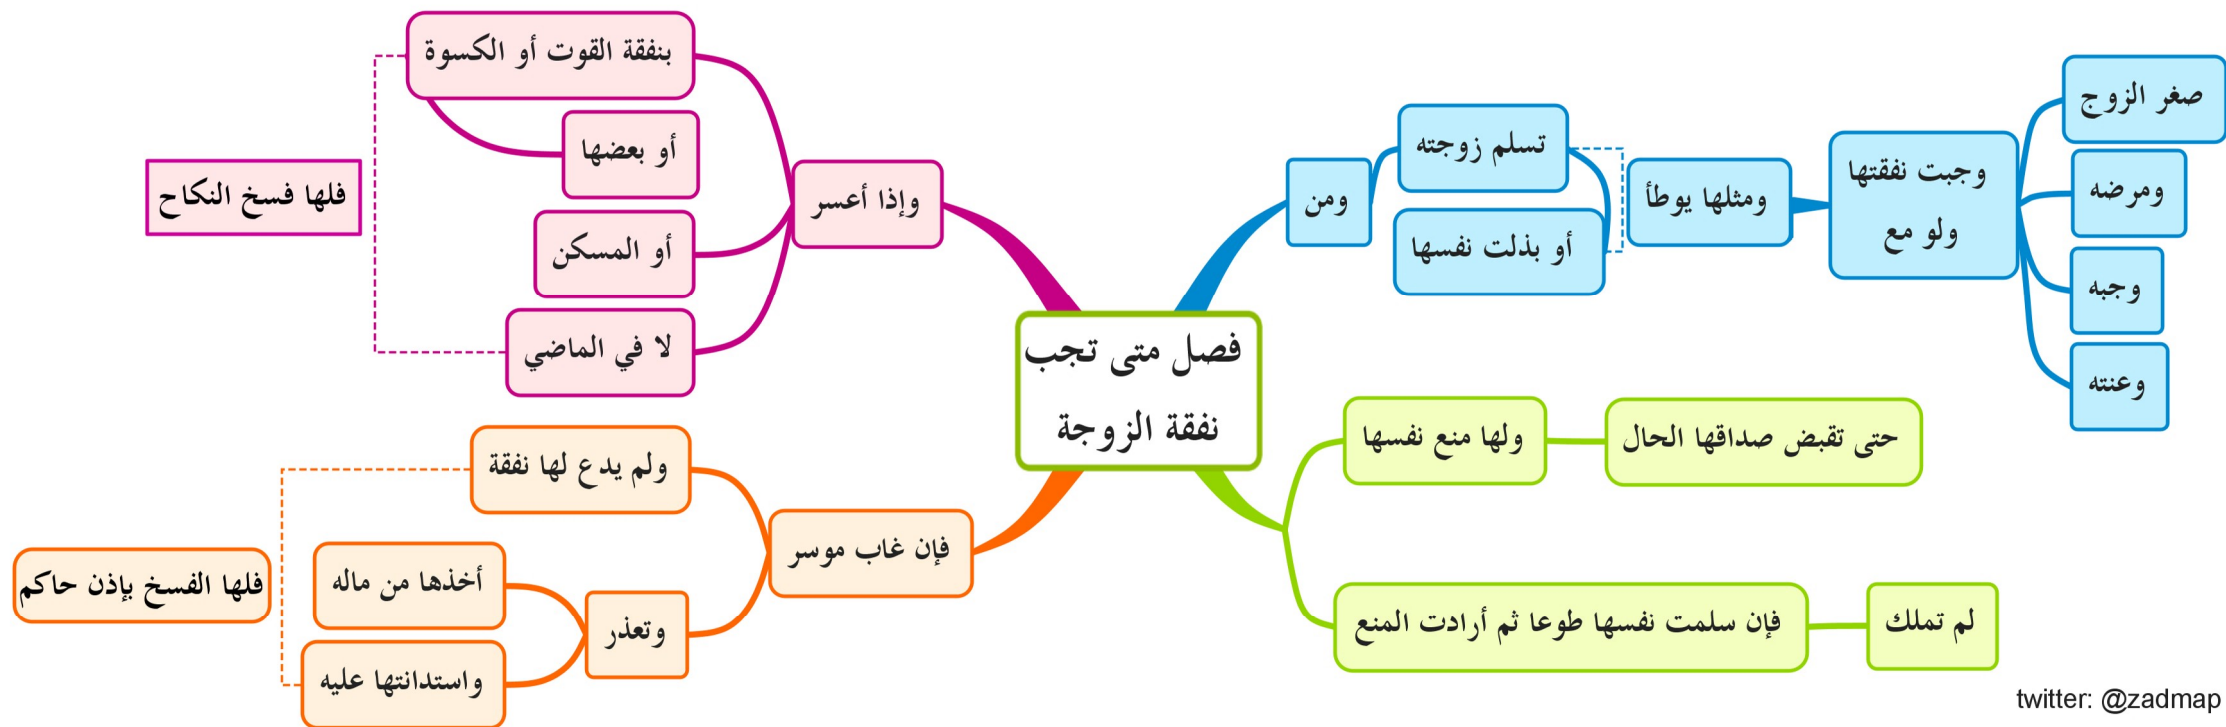 فصل متى تجب
نفقة الزوجة
ومن
تسلم زوجته
أو بذلت نفسها
ومثلها يوطأ
وجبت نفقتها
ولو مع
صغر الزوج
ومرضه
وجبه
وعنته
ولها منع نفسها
حتى تقبض صداقها الحال
فإن سلمت نفسها طوعا ثم أرادت المنع
لم تملك
وإذا أعسر
بنفقة القوت أو الكسوة
أو بعضها
أو المسكن
لا في الماضي
فلها فسخ النكاح
فإن غاب موسر
ولم يدع لها نفقة
وتعذر
أخذها من ماله
واستدانتها عليه
فلها الفسخ بإذن حاكم
twitter: @zadmap